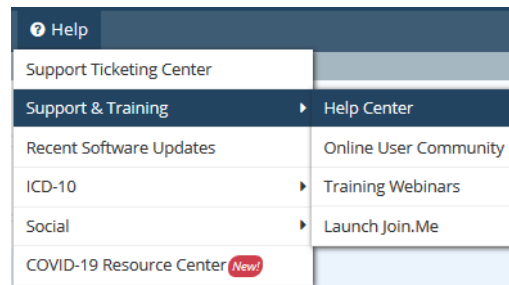 Help
Support Ticketing Center
Support & Training
Help Center
Recent Software Updates
Online User Community
ICD-10
Training Webinars
Social
Launch Join.Me
COVID-19 Resource Center New!